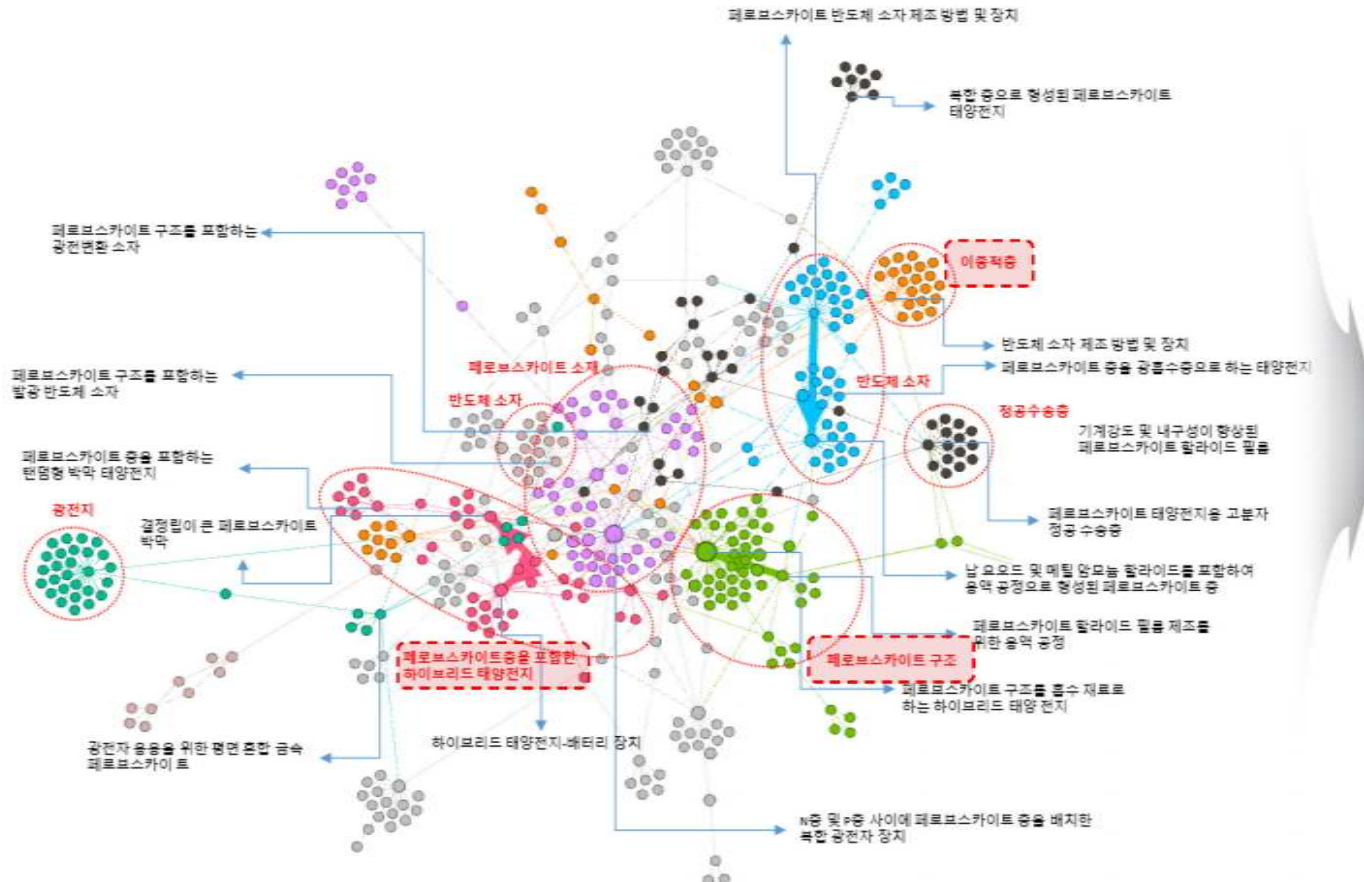 페로브스카이트 반도체 소자 제조 방법 및 장치
복합 층으로 형성된 페로브스카이트
태양전지
페로브스카이트 구조를 포함하는
광전변환 소자
이종적층
반도체 소자 제조 방법 및 장치
페로브스카이트 층을 광흡수층으로 하는 태양전지
페로브스카이트 소재
반도체 소자
페로브스카이트 구조를 포함하는
발광 반도체 소자
반도체 소자
정공수송층
기계강도 및 내구성이 향상된
페로브스카이트 할라이드 필름
페로브스카이트 층을 포함하는
탠덤형 박막 태양전지
광전지
결정립이 큰 페로브스카이트
박막
페로브스카이트 태양전지용 고분자
정공 수송층
납 요오드 및 메틸 암모늄 할라이드를 포함하여
용액 공정으로 형성된 페로브스카이트 층
페로브스카이트 할라이드 필름 제조를
위한 용액 공정
페로브스카이트층을 포함한
하이브리드 태양전지
페로브스카이트 구조
페로브스카이트 구조를 흡수 재료로
하는 하이브리드 태양 전지
광전자 응용을 위한 평면 혼합 금속
페로브스카이트
하이브리드 태양전지-배터리 장치
N층 및 P층 사이에 페로브스카이트 층을 배치한
복합 광전자 장치